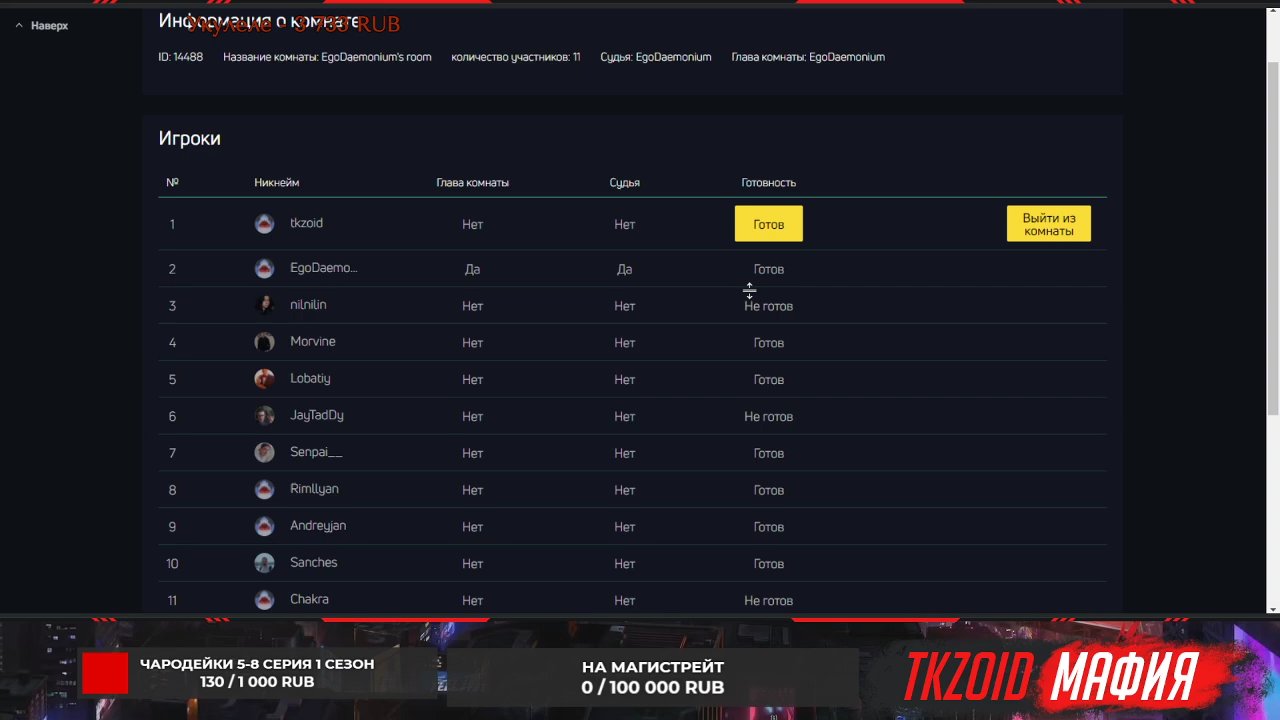 Наверх
Информация о комнате
Укулеле - 3 733 RUB
ID: 14488 Название комнаты: EgoDaemonium's room количество участников: 11 Судья: EgoDaemonium Глава комнаты: EgoDaemonium
Игроки
№ Никнейм Глава комнаты Судья Готовность
1 tkzoid Нет Нет Готов Выйти из
комнаты
2 EgoDaemo... Да Да Готов
3 nilnilin Нет Нет Не готов
4 Morvine Нет Нет Готов
5 Lobatiy Нет Нет Готов
6 JayTadDy Нет Нет Не готов
7 Senpai__ Нет Нет Готов
8 Rimllyan Нет Нет Готов
9 Andreyjan Нет Нет Готов
10 Sanches Нет Нет Готов
11 Chakra Нет Нет Не готов
ЧАРОДЕЙКИ 5-8 СЕРИЯ 1 СЕЗОН
130 / 1 000 RUB
НА МАГИСТРЕЙТ
0 / 100 000 RUB
TKZOID МАФИЯ